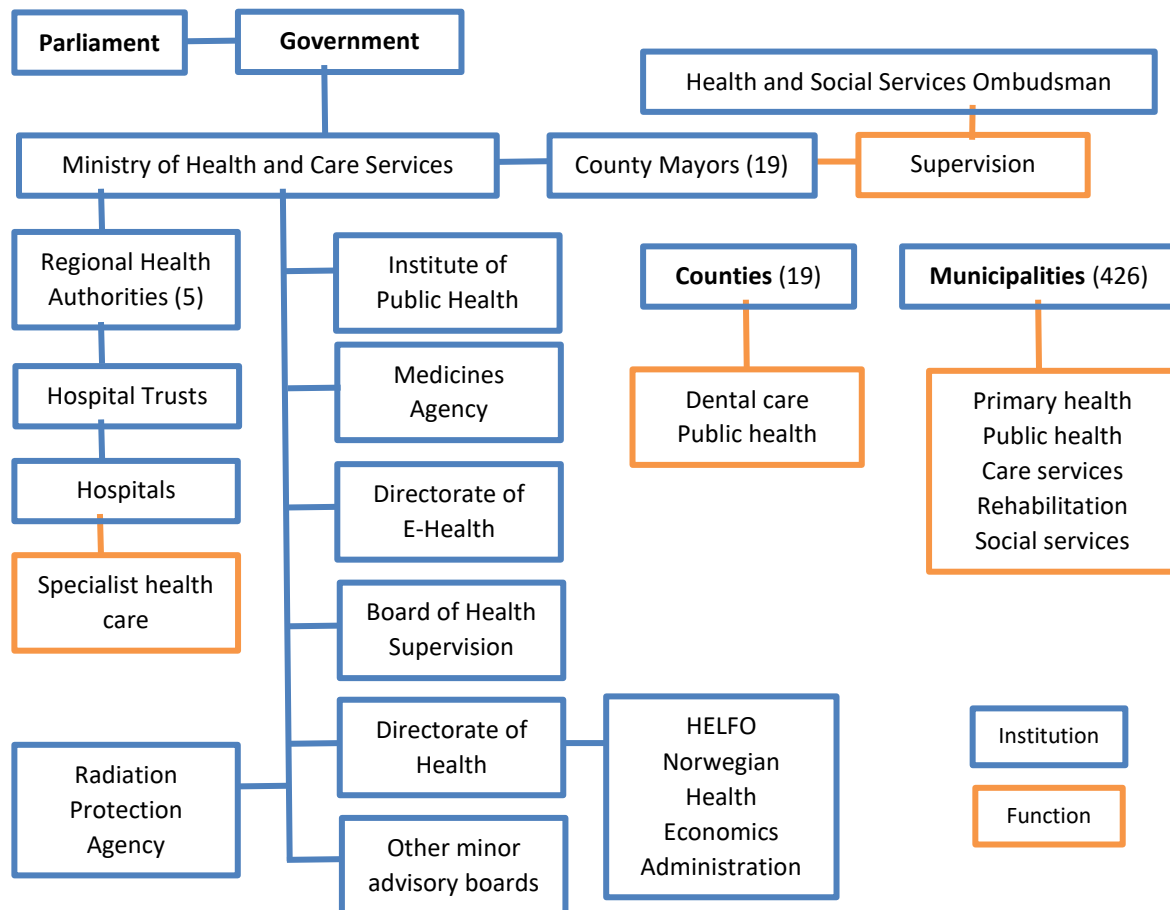 Parliament
Government
Health and Social Services Ombudsman
Ministry of Health and Care Services
County Mayors (19)
Supervision
Regional Health
Authorities (5)
Institute of
Public Health
Counties (19)
Municipalities (426)
Hospital Trusts
Medicines
Agency
Dental care
Public health
Primary health
Public health
Care services
Rehabilitation
Social services
Hospitals
Directorate of
E-Health
Specialist health
care
Board of Health
Supervision
Radiation
Protection
Agency
Directorate of
Health
HELFO
Norwegian
Health
Economics
Administration
Institution
Function
Other minor
advisory boards